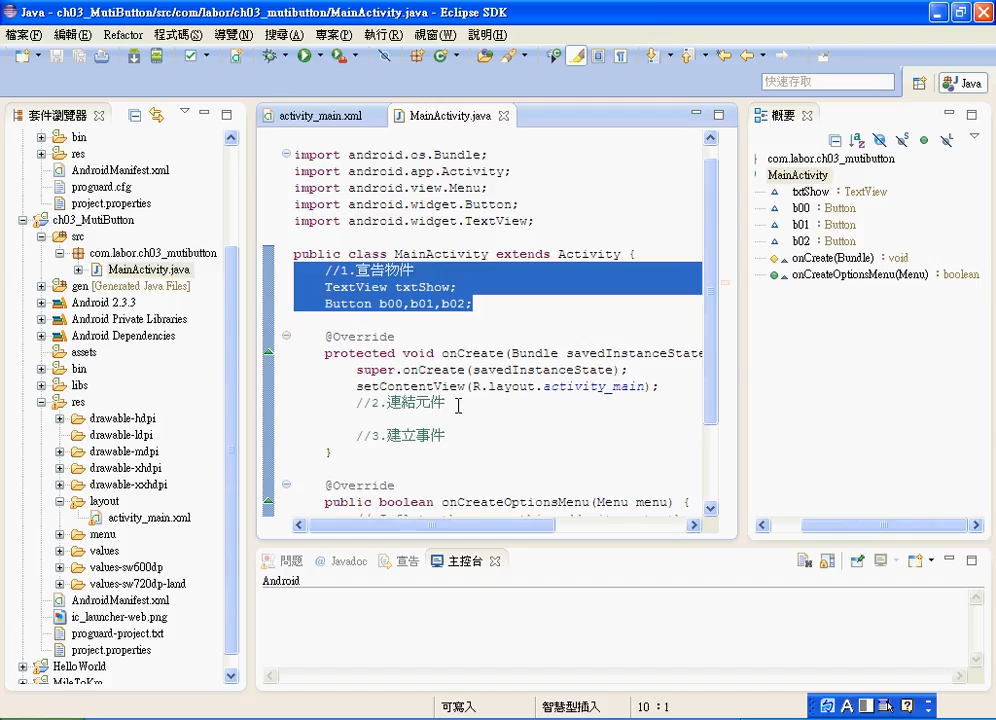 Java - ch03_MutiButton/src/com/labor/ch03_mutibutton/MainActivity.java - Eclipse SDK
檔案(F) 編輯(E) Refactor 程式碼(S) 導覽(N) 搜尋(A) 專案(P) 執行(R) 視窗(W) 說明(H)
快速存取
Java
套件瀏覽器
bin
res
AndroidManifest.xml
proguard.cfg
project.properties
ch03_MutiButton
src
com.labor.ch03_mutibutton
MainActivity.java
gen [Generated Java Files]
Android 2.3.3
Android Private Libraries
Android Dependencies
assets
bin
libs
res
drawable-hdpi
drawable-ldpi
drawable-mdpi
drawable-xhdpi
drawable-xxhdpi
layout
activity_main.xml
menu
values
values-sw600dp
values-sw720dp-land
AndroidManifest.xml
ic_launcher-web.png
proguard-project.txt
project.properties
HelloWorld
MileToKm
activity_main.xml
MainActivity.java
import android.os.Bundle;
import android.app.Activity;
import android.view.Menu;
import android.widget.Button;
import android.widget.TextView;
public class MainActivity extends Activity {
//1.宣告物件
TextView txtShow;
Button b00,b01,b02;
@Override
protected void onCreate(Bundle savedInstanceState
super.onCreate(savedInstanceState);
setContentView(R.layout.activity_main);
//2.連結元件
//3.建立事件
}
@Override
public boolean onCreateOptionsMenu(Menu menu) {
概要
com.labor.ch03_mutibutton
MainActivity
txtShow : TextView
b00 : Button
b01 : Button
b02 : Button
onCreate(Bundle) : void
onCreateOptionsMenu(Menu) : boolean
問題
@ Javadoc
宣告
主控台
Android
可寫入
智慧型插入
10 : 1